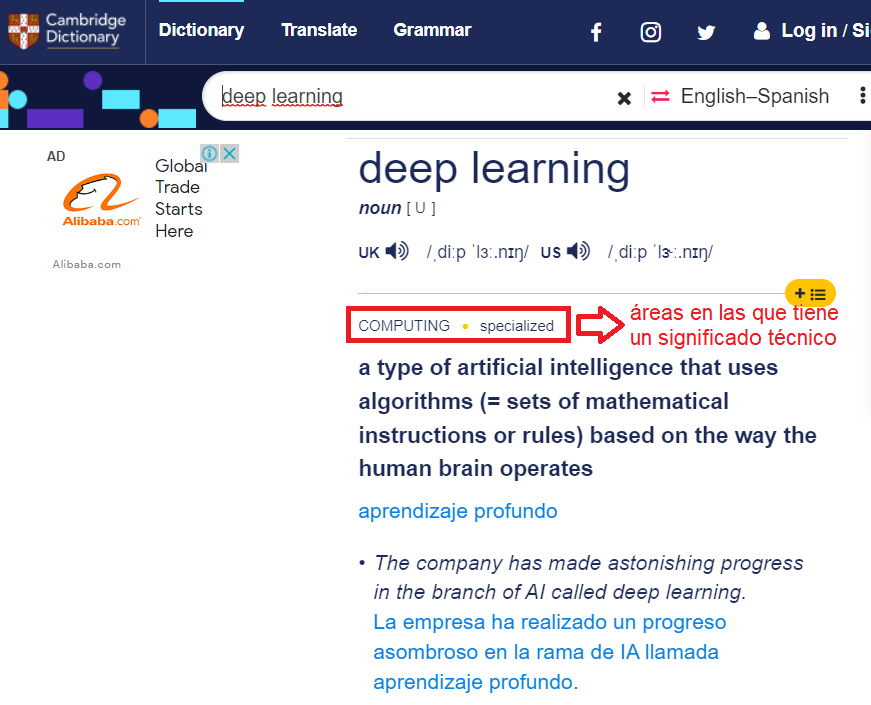 Cambridge
Dictionary
Dictionary
Translate
Grammar
Log in / Si
deep learning
English–Spanish
AD
Alibaba.com
Global
Trade
Starts
Here
Alibaba.com
deep learning
noun [ U ]
UK /ˌdiːp ˈlɜː.nɪŋ/ US /ˌdiːp ˈlɝː.nɪŋ/
COMPUTING • specialized
áreas en las que tiene
un significado técnico
a type of artificial intelligence that uses
algorithms (= sets of mathematical
instructions or rules) based on the way the
human brain operates
aprendizaje profundo
• The company has made astonishing progress
in the branch of AI called deep learning.
La empresa ha realizado un progreso
asombroso en la rama de IA llamada
aprendizaje profundo.